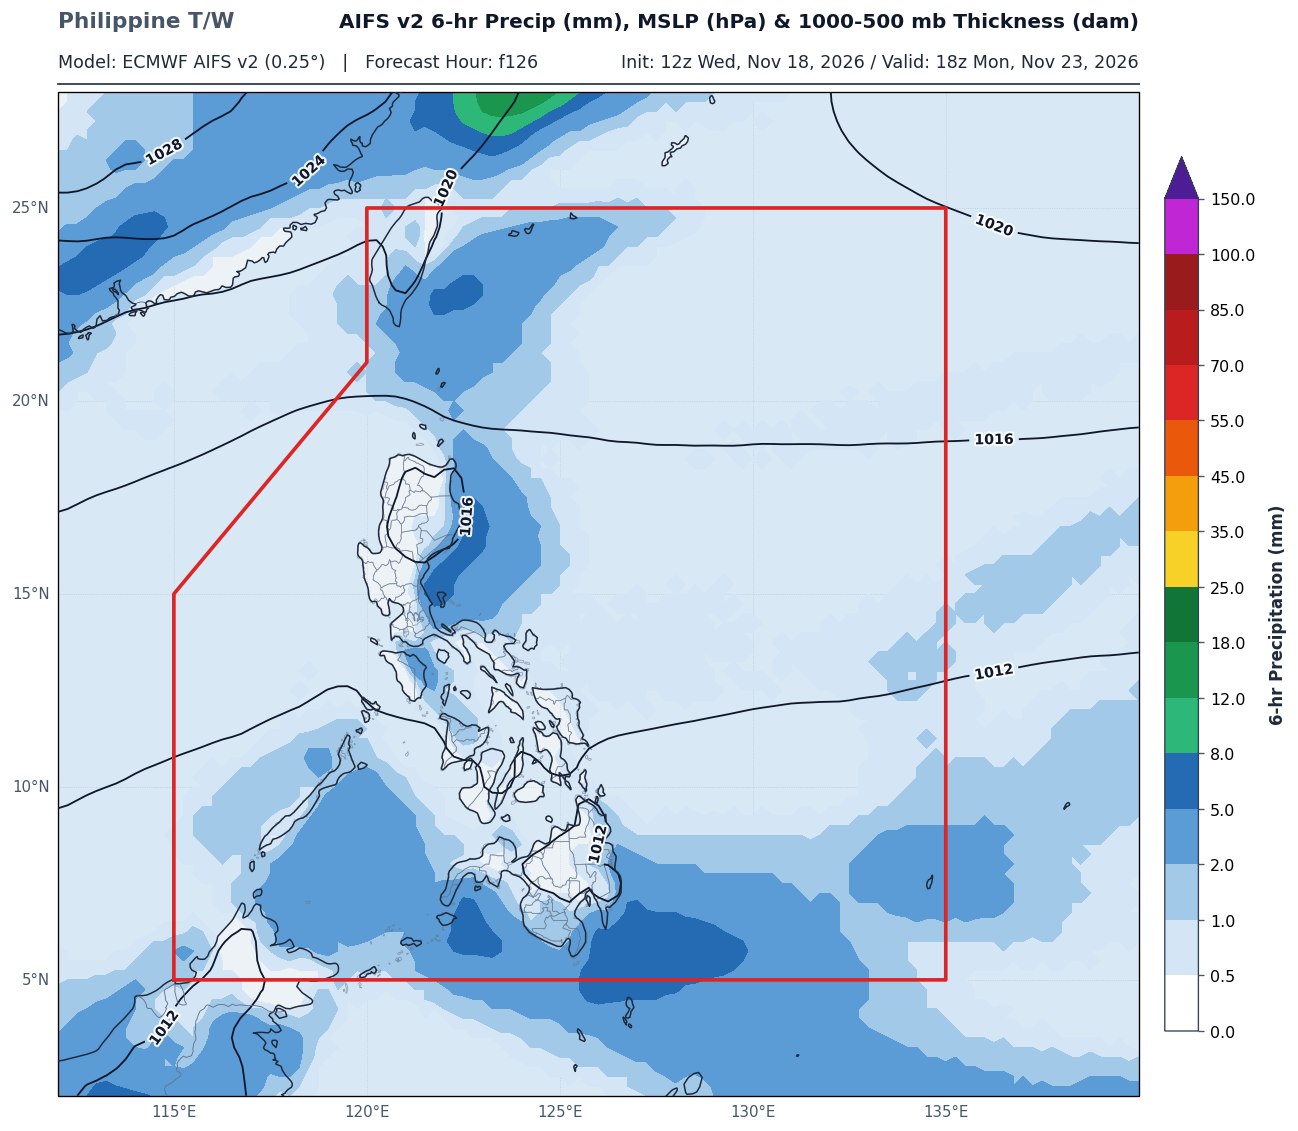 Philippine T/W
AIFS v2 6-hr Precip (mm), MSLP (hPa) & 1000-500 mb Thickness (dam)
Model: ECMWF AIFS v2 (0.25°) | Forecast Hour: f126
Init: 12z Wed, Nov 18, 2026 / Valid: 18z Mon, Nov 23, 2026
1028
1024
1020
1020
1016
1016
1012
1012
1012
25°N
20°N
15°N
10°N
5°N
115°E
120°E
125°E
130°E
135°E
150.0
100.0
85.0
70.0
55.0
45.0
35.0
25.0
18.0
12.0
8.0
5.0
2.0
1.0
0.5
0.0
6-hr Precipitation (mm)